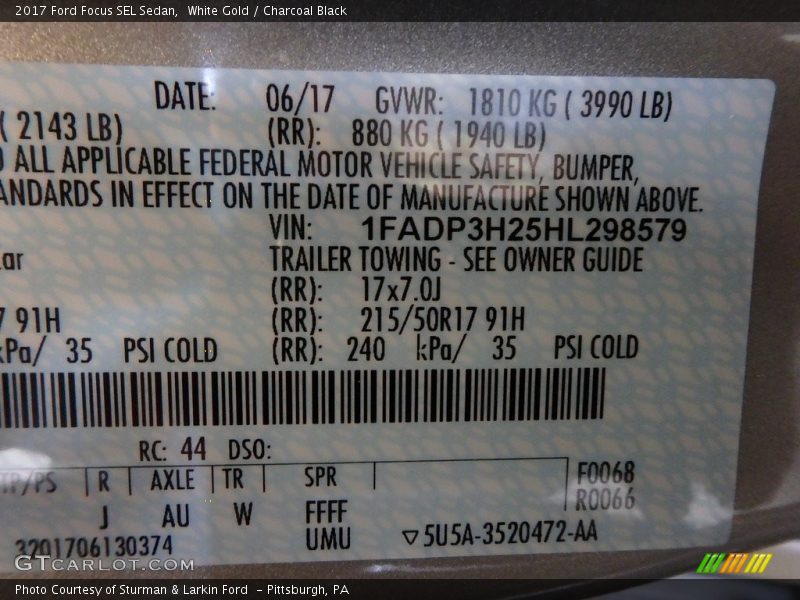 2017 Ford Focus SEL Sedan, White Gold / Charcoal Black
DATE: 06/17 GVWR: 1810 KG ( 3990 LB)
( 2143 LB) (RR): 880 KG ( 1940 LB)
ALL APPLICABLE FEDERAL MOTOR VEHICLE SAFETY, BUMPER,
ANDARDS IN EFFECT ON THE DATE OF MANUFACTURE SHOWN ABOVE.
VIN: 1FADP3H25HL298579
ar TRAILER TOWING - SEE OWNER GUIDE
(RR): 17x7.0J
7 91H (RR): 215/50R17 91H
kPa/ 35 PSI COLD (RR): 240 kPa/ 35 PSI COLD
RC: 44 DSO:
TP/PS R AXLE TR SPR F0068
R0066
J AU W FFFF
UMU ▽5U5A-3520472-AA
3201706130374
GTCARLOT.COM
Photo Courtesy of Sturman & Larkin Ford - Pittsburgh, PA